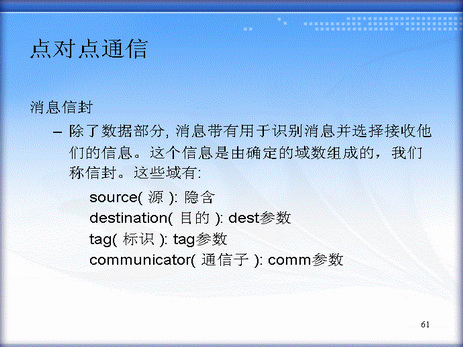 点对点通信
消息信封
– 除了数据部分, 消息带有用于识别消息并选择接收他
们的信息。这个信息是由确定的域数组成的，我们
称信封。这些域有:
source( 源 ): 隐含
destination( 目的 ): dest参数
tag( 标识 ): tag参数
communicator( 通信子 ): comm参数
61